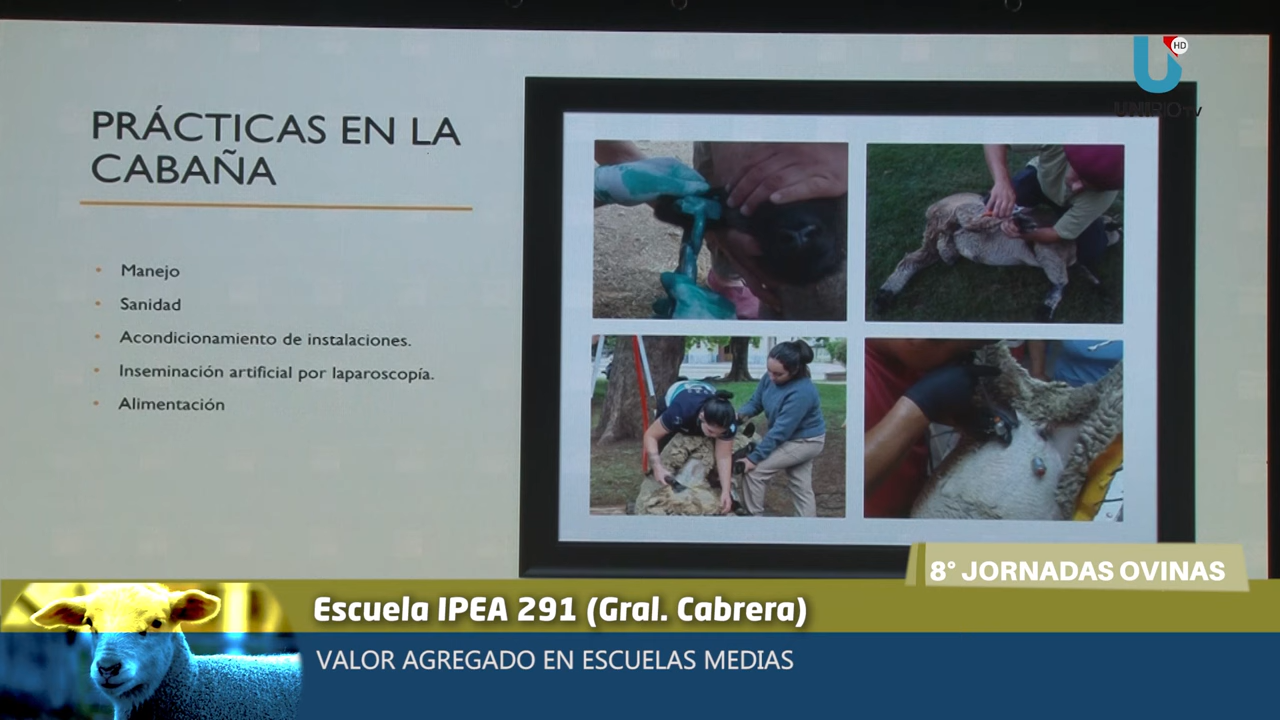 HD
UNIRÍOTV
PRÁCTICAS EN LA
CABAÑA
• Manejo
• Sanidad
• Acondicionamiento de instalaciones.
• Inseminación artificial por laparoscopía.
• Alimentación
8° JORNADAS OVINAS
Escuela IPEA 291 (Gral. Cabrera)
VALOR AGREGADO EN ESCUELAS MEDIAS